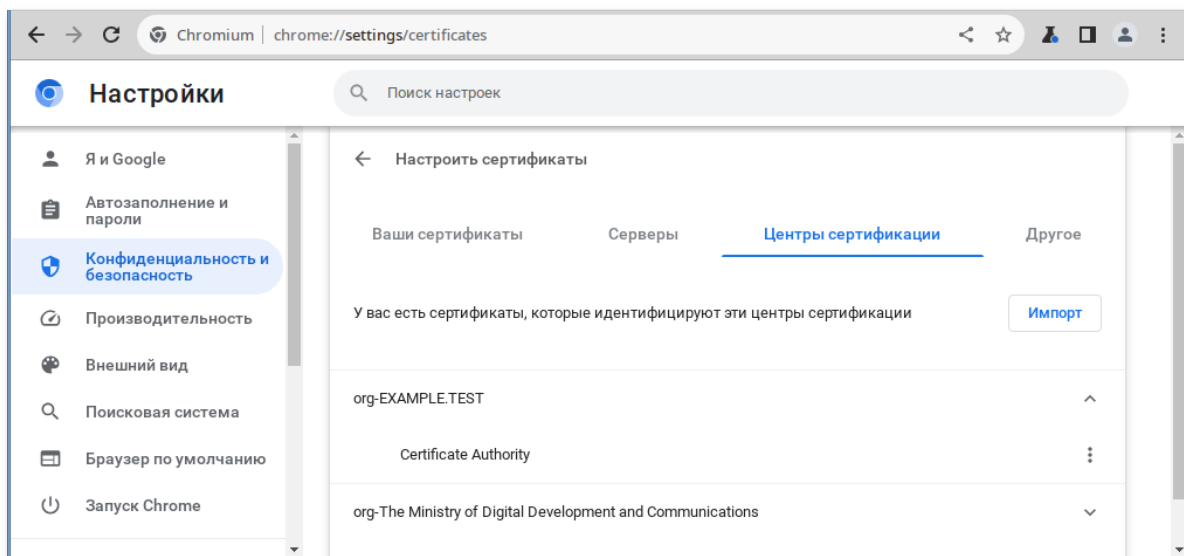 Chromium | chrome://settings/certificates
Настройки
Поиск настроек
Я и Google
Автозаполнение и
пароли
Конфиденциальность и
безопасность
Производительность
Внешний вид
Поисковая система
Браузер по умолчанию
Запуск Chrome
Настроить сертификаты
Ваши сертификаты
Серверы
Центры сертификации
Другое
У вас есть сертификаты, которые идентифицируют эти центры сертификации
Импорт
org-EXAMPLE.TEST
Certificate Authority
org-The Ministry of Digital Development and Communications